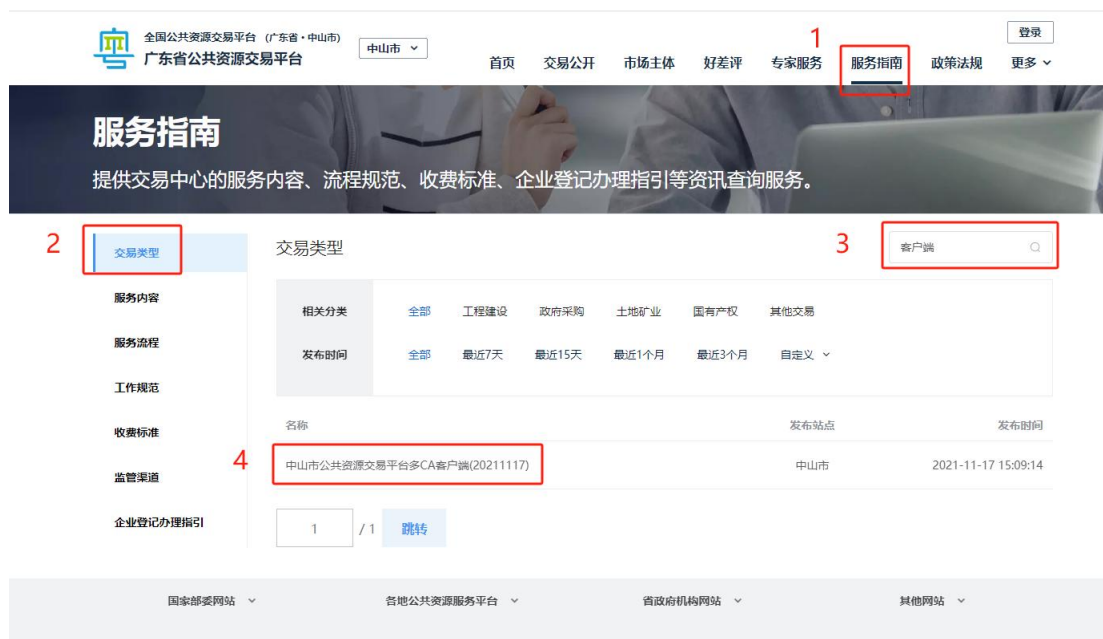 全国公共资源交易平台 (广东省·中山市)
广东省公共资源交易平台
中山市
1
登录
首页 交易公开 市场主体 好差评 专家服务 服务指南 政策法规 更多
服务指南
提供交易中心的服务内容、流程规范、收费标准、企业登记办理指引等资讯查询服务。
2
交易类型
交易类型
3
客户端
服务内容
服务流程
工作规范
收费标准
监管渠道
企业登记办理指引
相关分类 全部 工程建设 政府采购 土地矿业 国有产权 其他交易
发布时间 全部 最近7天 最近15天 最近1个月 最近3个月 自定义
名称 发布站点 发布时间
4
中山市公共资源交易平台多CA客户端(20211117) 中山市 2021-11-17 15:09:14
1 / 1 跳转
国家部委网站 各地公共资源服务平台 省政府机构网站 其他网站